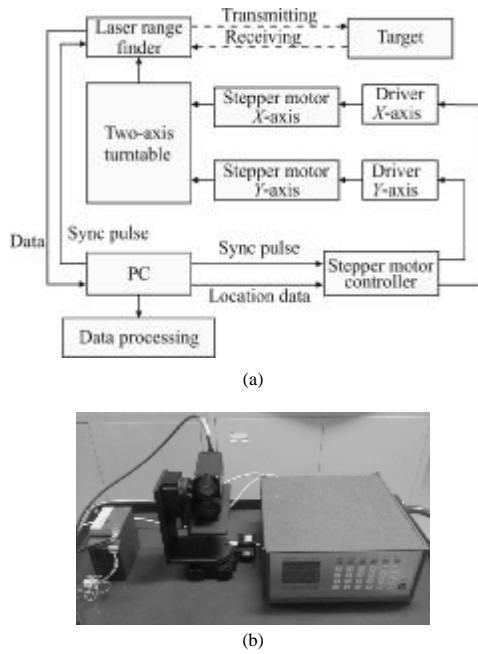 Laser range
finder
Transmitting
Receiving
Target
Two-axis
turntable
Stepper motor
X-axis
Driver
X-axis
Stepper motor
Y-axis
Driver
Y-axis
Data
Sync pulse
PC
Sync pulse
Location data
Stepper motor
controller
Data processing
(a)
(b)